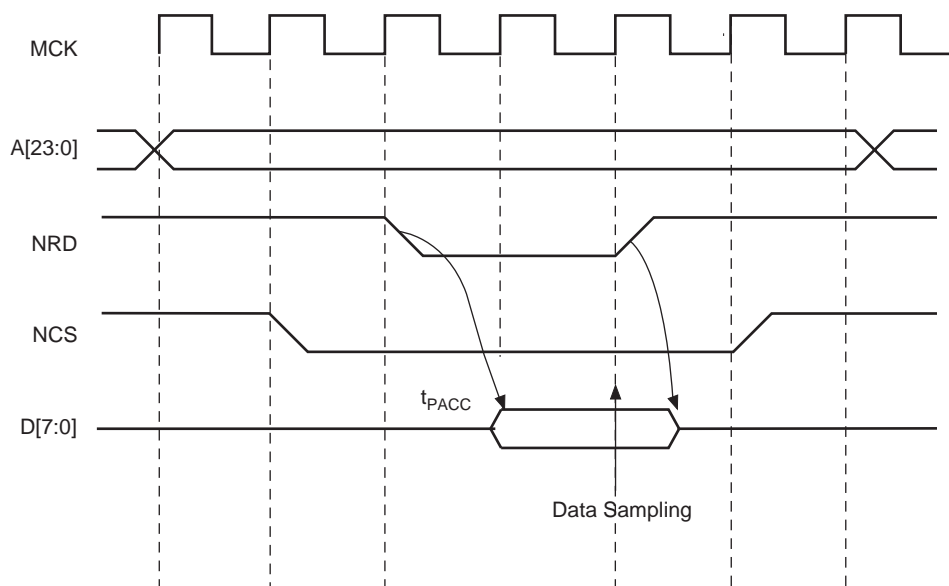 MCK
A[23:0]
NRD
NCS
tPACC
D[7:0]
Data Sampling